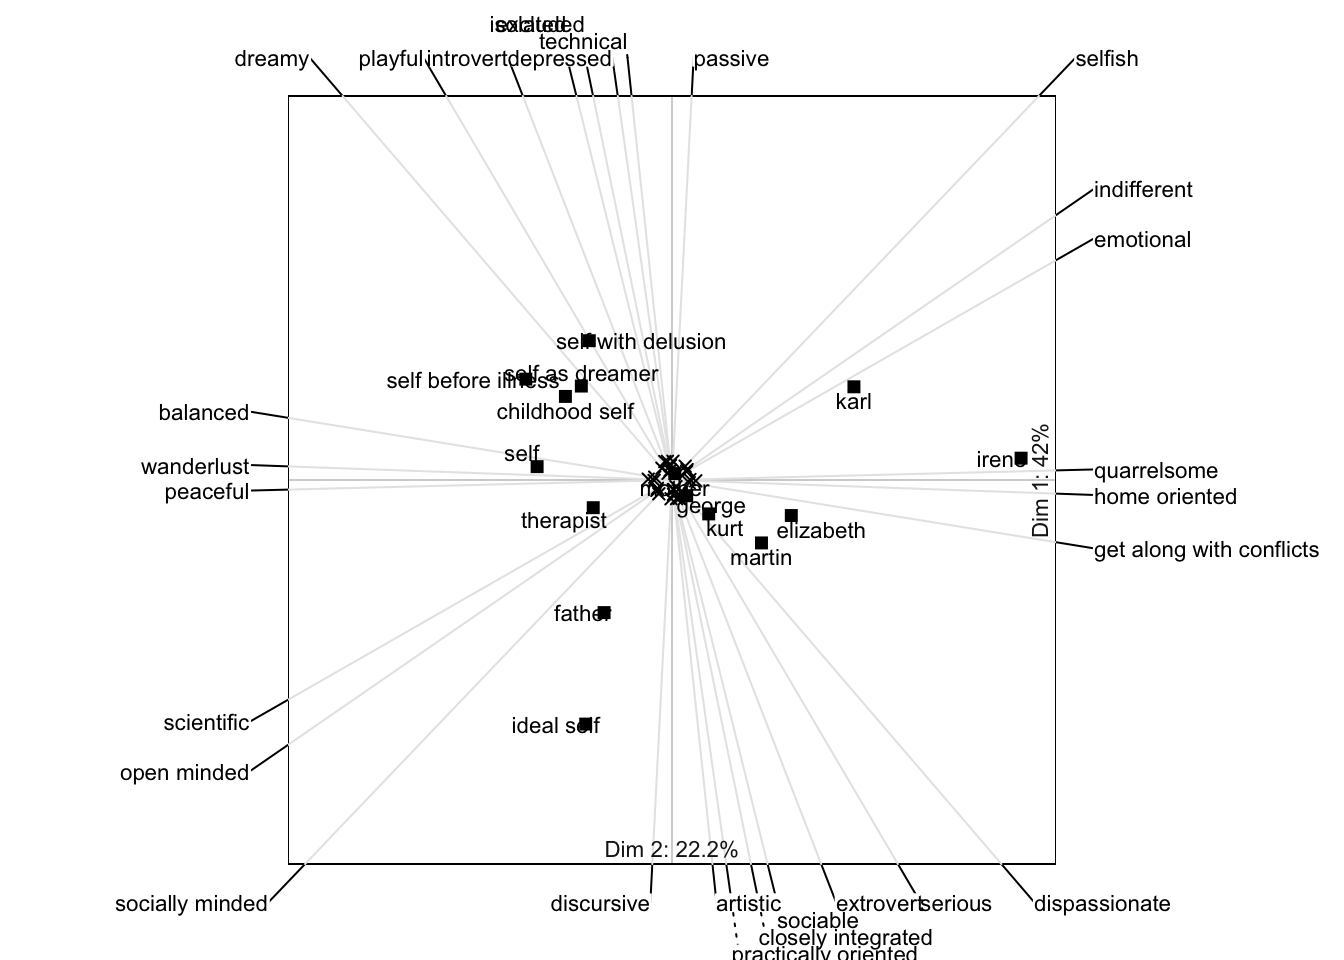 isolated
excluded
technical
dreamy
playful
introvert
depressed
passive
selfish
indifferent
emotional
self with delusion
self as dreamer
self before illness
karl
childhood self
balanced
self
irene
wanderlust
quarrelsome
peaceful
mother
home oriented
george
therapist
kurt
elizabeth
get along with conflicts
martin
Dim 1: 42%
father
scientific
ideal self
open minded
Dim 2: 22.2%
socially minded
discursive
artistic
extrovert
serious
dispassionate
sociable
closely integrated
practically oriented